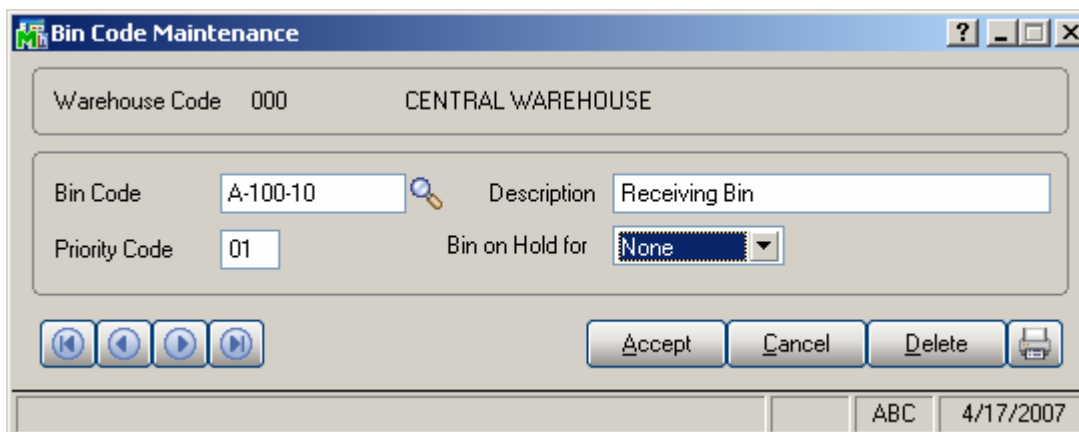 Bin Code Maintenance
Warehouse Code 000 CENTRAL WAREHOUSE
Bin Code A-100-10 Description Receiving Bin
Priority Code 01 Bin on Hold for None
Accept Cancel Delete
ABC 4/17/2007